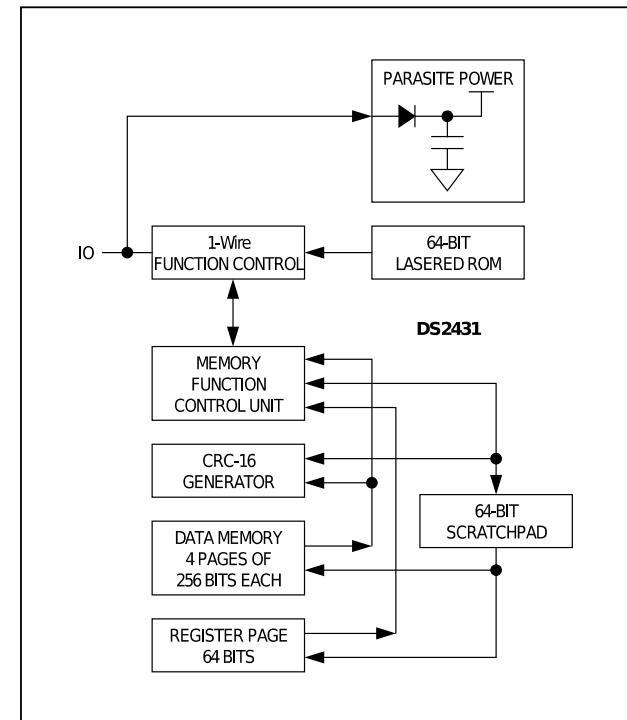 PARASITE POWER
IO
1-Wire
FUNCTION CONTROL
64-BIT
LASERED ROM
DS2431
MEMORY
FUNCTION
CONTROL UNIT
CRC-16
GENERATOR
64-BIT
SCRATCHPAD
DATA MEMORY
4 PAGES OF
256 BITS EACH
REGISTER PAGE
64 BITS